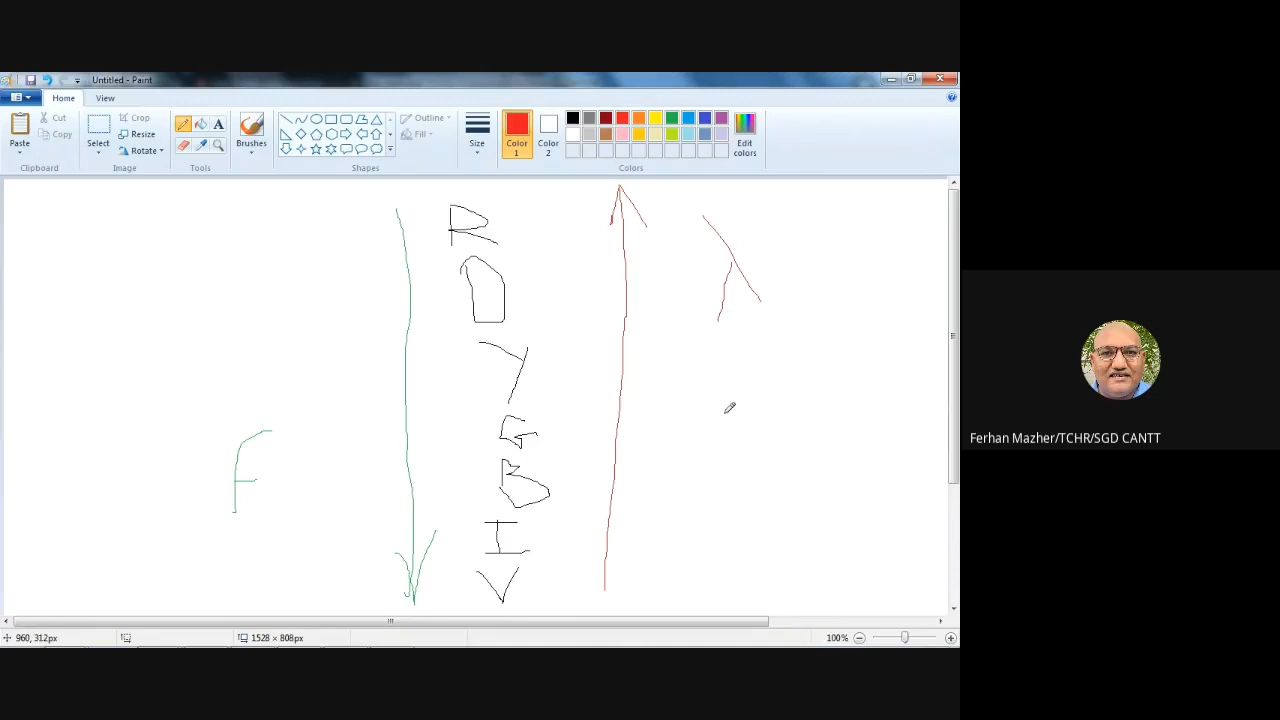 Untitled - Paint
Home View
Paste
Cut
Copy
Clipboard
Select
Crop
Resize
Rotate
Image
Tools
Brushes
Outline
Fill
Shapes
Size
Color 1
Color 2
Edit colors
Colors
R
O
Y
G
B
I
V
F
λ
Ferhan Mazher/TCHR/SGD CANTT
960, 312px
1528 × 808px
100%